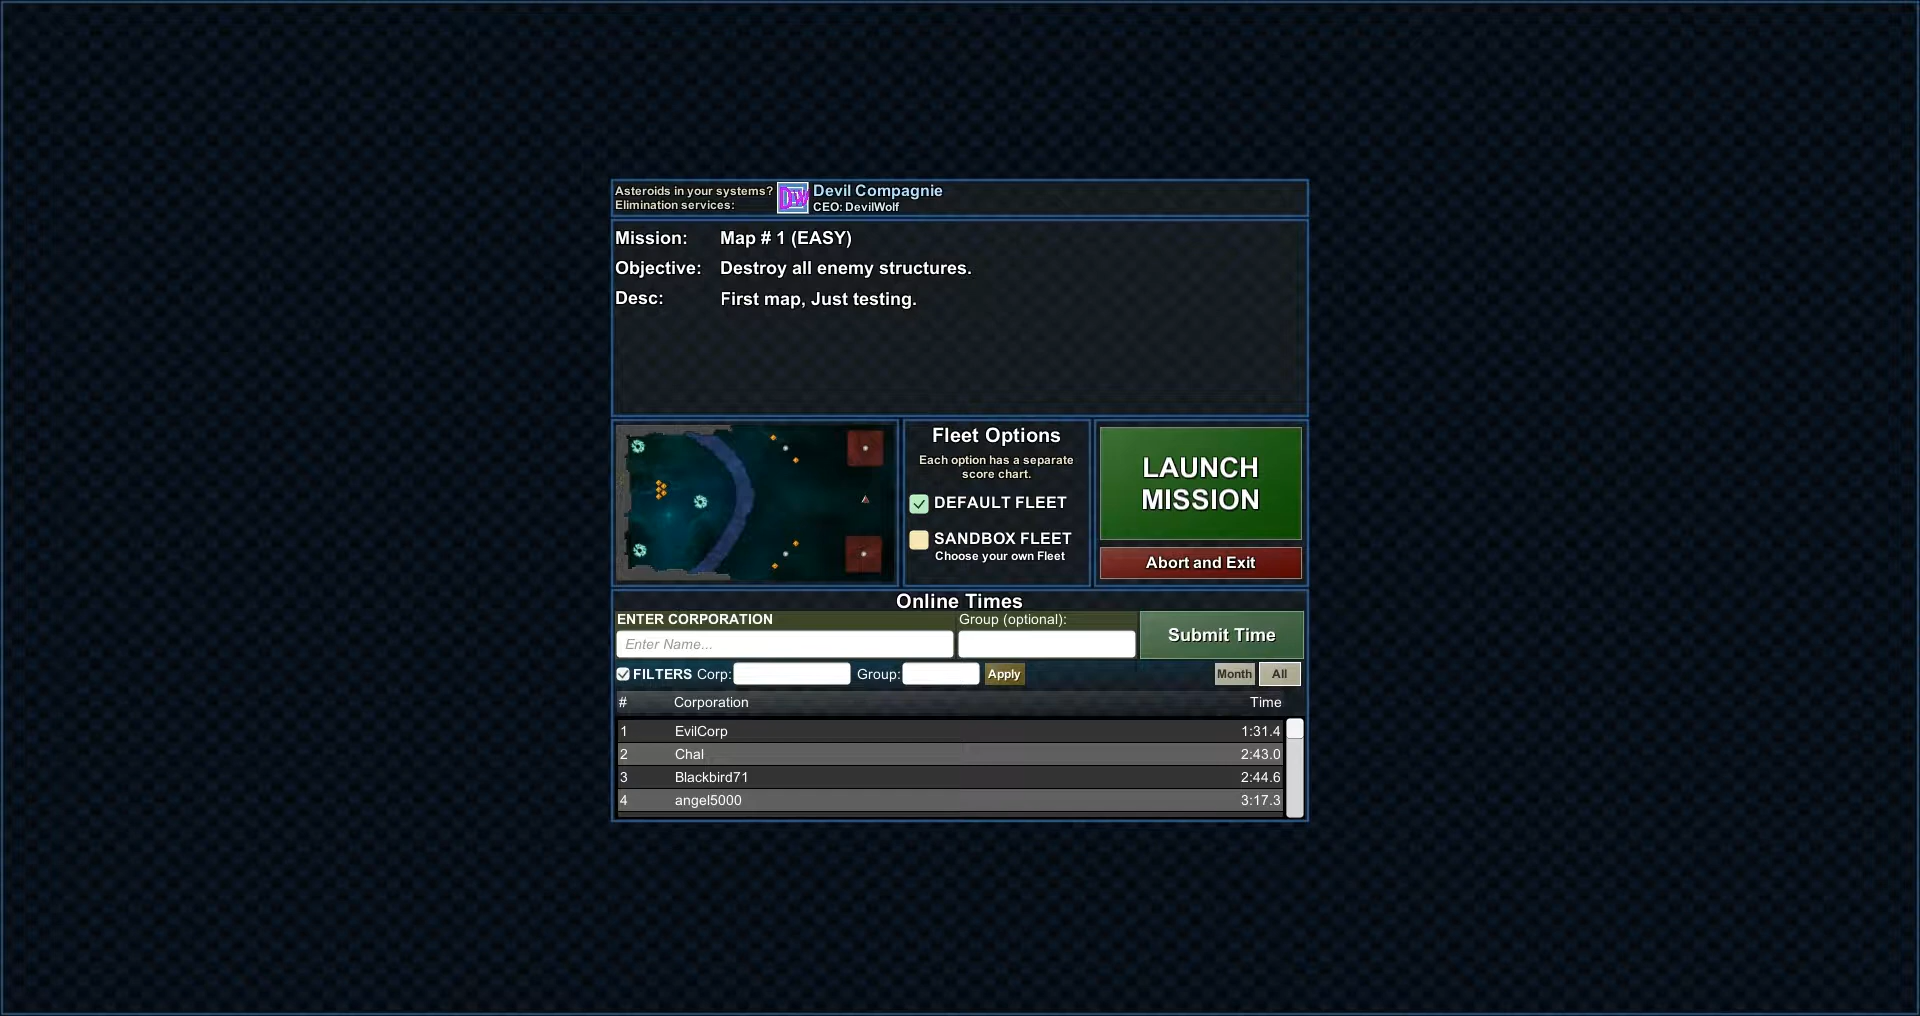 Asteroids in your systems?
Elimination services:
Devil Compagnie
CEO: DevilWolf
Mission: Map # 1 (EASY)
Objective: Destroy all enemy structures.
Desc: First map, Just testing.
Fleet Options
Each option has a separate
score chart.
DEFAULT FLEET
SANDBOX FLEET
Choose your own Fleet
LAUNCH
MISSION
Abort and Exit
Online Times
ENTER CORPORATION Group (optional):
Enter Name...
Submit Time
FILTERS Corp: Group: Apply Month All
# Corporation Time
1 EvilCorp 1:31.4
2 Chal 2:43.0
3 Blackbird71 2:44.6
4 angel5000 3:17.3